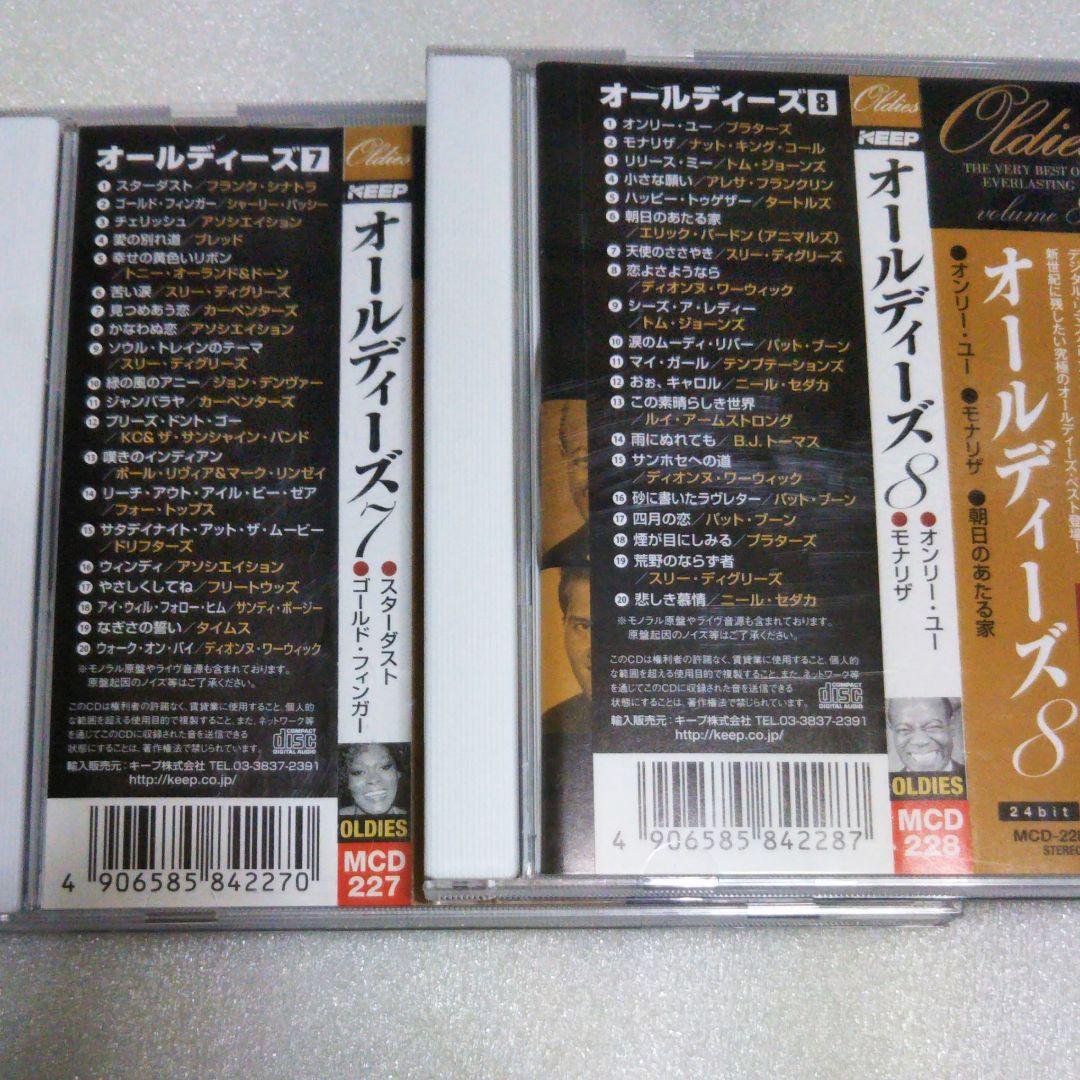 オールディーズ7
1 スターダスト/フランク・シナトラ
2 ゴールド・フィンガー/シャーリー・バッシー
3 チェリッシュ/アソシエイション
4 愛の別れ道/ブレッド
5 幸せの黄色いリボン
/トニー・オーランド&ドーン
6 苦い涙/スリー・ディグリーズ
7 見つめあう恋/カーペンターズ
8 かなわぬ恋/アソシエイション
9 ソウル・トレインのテーマ
/スリー・ディグリーズ
10 緑の風のアニー/ジョン・デンヴァー
11 ジャンバラヤ/カーペンターズ
12 プリーズ・ドント・ゴー
/KC&ザ・サンシャイン・バンド
13 嘆きのインディアン
/ポール・リヴィア&マーク・リンゼイ
14 リーチ・アウト・アイル・ビー・ゼア
/フォー・トップス
15 サタデイナイト・アット・ザ・ムービー
/ドリフターズ
16 ウィンディ/アソシエイション
17 やさしくしてね/フリートウッズ
18 アイ・ウィル・フォロー・ヒム/サンディ・ポージー
19 なぎさの誓い/タイムス
20 ウォーク・オン・バイ/ディオンヌ・ワーウィック
※モノラル原盤やライヴ音源も含まれております。
原盤起因のノイズ等はご了承ください。
このCDは権利者の許諾なく、賃貸業に使用すること、個人的
な範囲を超える使用目的で複製すること、また、ネットワーク等
を通じてこのCDに収録された音を送信できる
状態にすることは、著作権法で禁じられています。
COMPACT
disc
DIGITAL AUDIO
輸入販売元:キープ株式会社 TEL.03-3837-2391
http://keep.co.jp/
4 906585 842270
Oldies
KEEP
オールディーズ7
●スターダスト
●ゴールド・フィンガー
OLDIES
MCD
227
オールディーズ8
1 オンリー・ユー/プラターズ
2 モナリザ/ナット・キング・コール
3 リリース・ミー/トム・ジョーンズ
4 小さな願い/アレサ・フランクリン
5 ハッピー・トゥゲザー/タートルズ
6 朝日のあたる家
/エリック・バードン(アニマルズ)
7 天使のささやき/スリー・ディグリーズ
8 恋よさようなら
/ディオンヌ・ワーウィック
9 シーズ・ア・レディー
/トム・ジョーンズ
10 涙のムーディ・リバー/パット・ブーン
11 マイ・ガール/テンプテーションズ
12 おぉ、キャロル/ニール・セダカ
13 この素晴らしき世界
/ルイ・アームストロング
14 雨にぬれても/B.J.トーマス
15 サンホセへの道
/ディオンヌ・ワーウィック
16 砂に書いたラヴレター/パット・ブーン
17 四月の恋/パット・ブーン
18 煙が目にしみる/プラターズ
19 荒野のならず者
/スリー・ディグリーズ
20 悲しき慕情/ニール・セダカ
※モノラル原盤やライヴ音源も含まれております。
原盤起因のノイズ等はご了承ください。
このCDは権利者の許諾なく、賃貸業に使用すること、個人的
な範囲を超える使用目的で複製すること、また、ネットワーク等
を通じてこのCDに収録された音を送信できる
状態にすることは、著作権法で禁じられています。
COMPACT
disc
DIGITAL AUDIO
輸入販売元:キープ株式会社 TEL.03-3837-2391
http://keep.co.jp/
4 906585 842287
Oldies
KEEP
オールディーズ8
●オンリー・ユー
●モナリザ
OLDIES
MCD
228
Oldies
THE VERY BEST OF
EVERLASTING
volume 8
新世紀に残したい究極のオールディーズ・ベスト登場
オールディーズ8
●オンリー・ユー ●モナリザ ●朝日のあたる家
24bit
MCD-228
STEREO